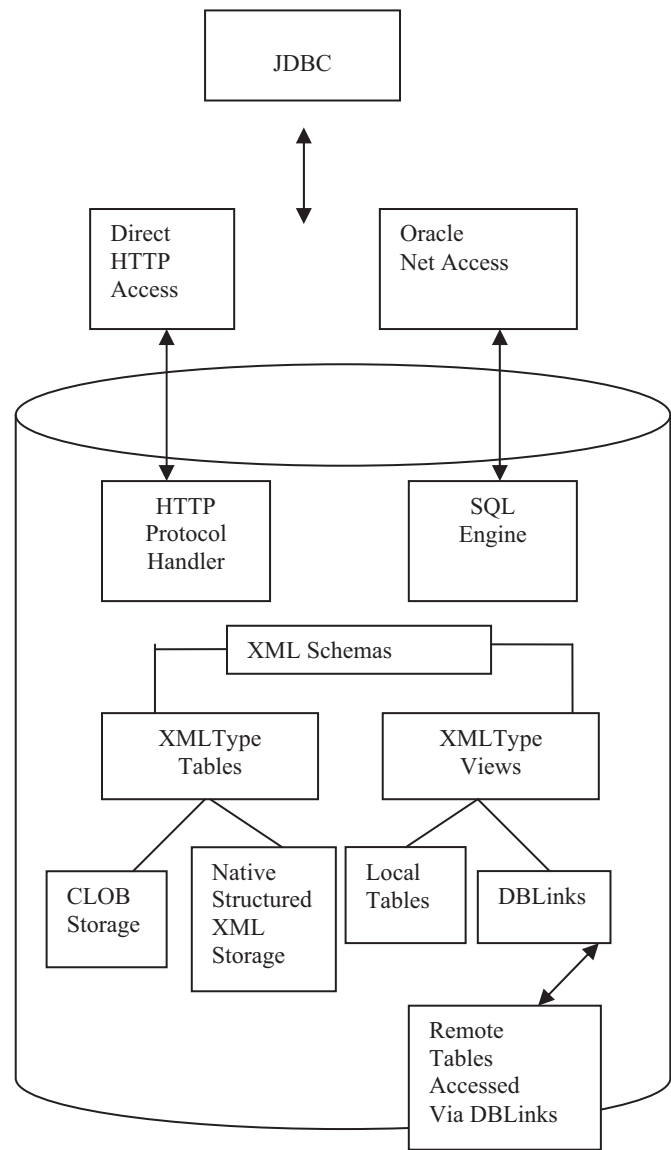 JDBC
Direct
HTTP
Access
Oracle
Net Access
HTTP
Protocol
Handler
SQL
Engine
XML Schemas
XMLType
Tables
XMLType
Views
CLOB
Storage
Native
Structured
XML
Storage
Local
Tables
DBLinks
Remote
Tables
Accessed
Via DBLinks